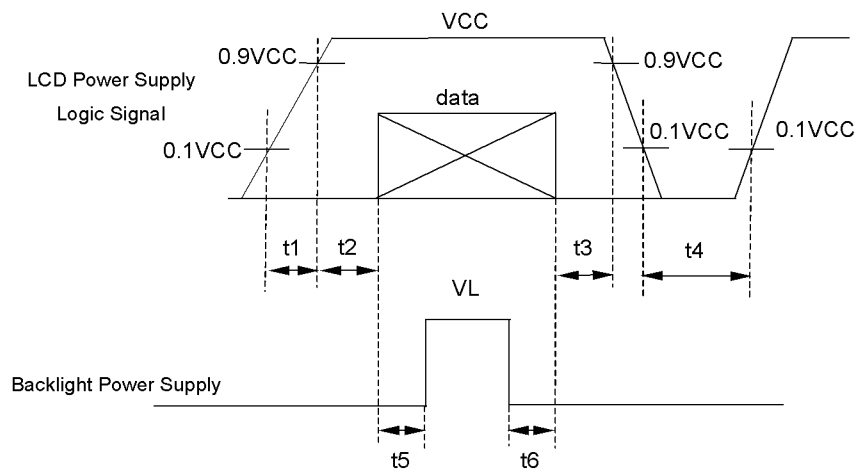 VCC
0.9VCC
0.9VCC
LCD Power Supply
Logic Signal
data
0.1VCC
0.1VCC
0.1VCC
t1
t2
t3
t4
VL
Backlight Power Supply
t5
t6